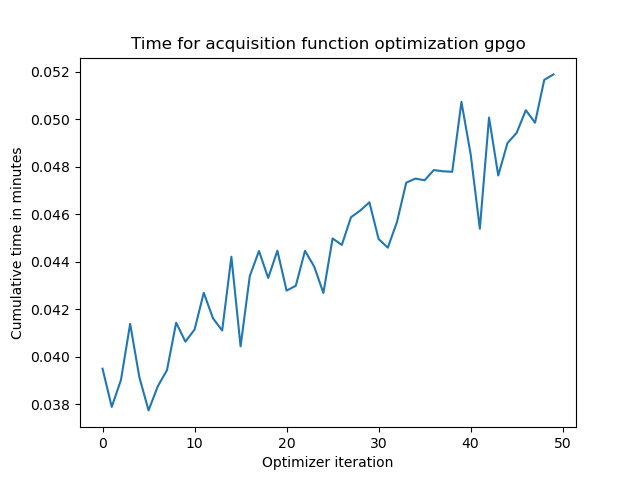 Time for acquisition function optimization gpgo
0.052
0.050
0.048
0.046
0.044
0.042
0.040
0.038
Cumulative time in minutes
0 10 20 30 40 50
Optimizer iteration